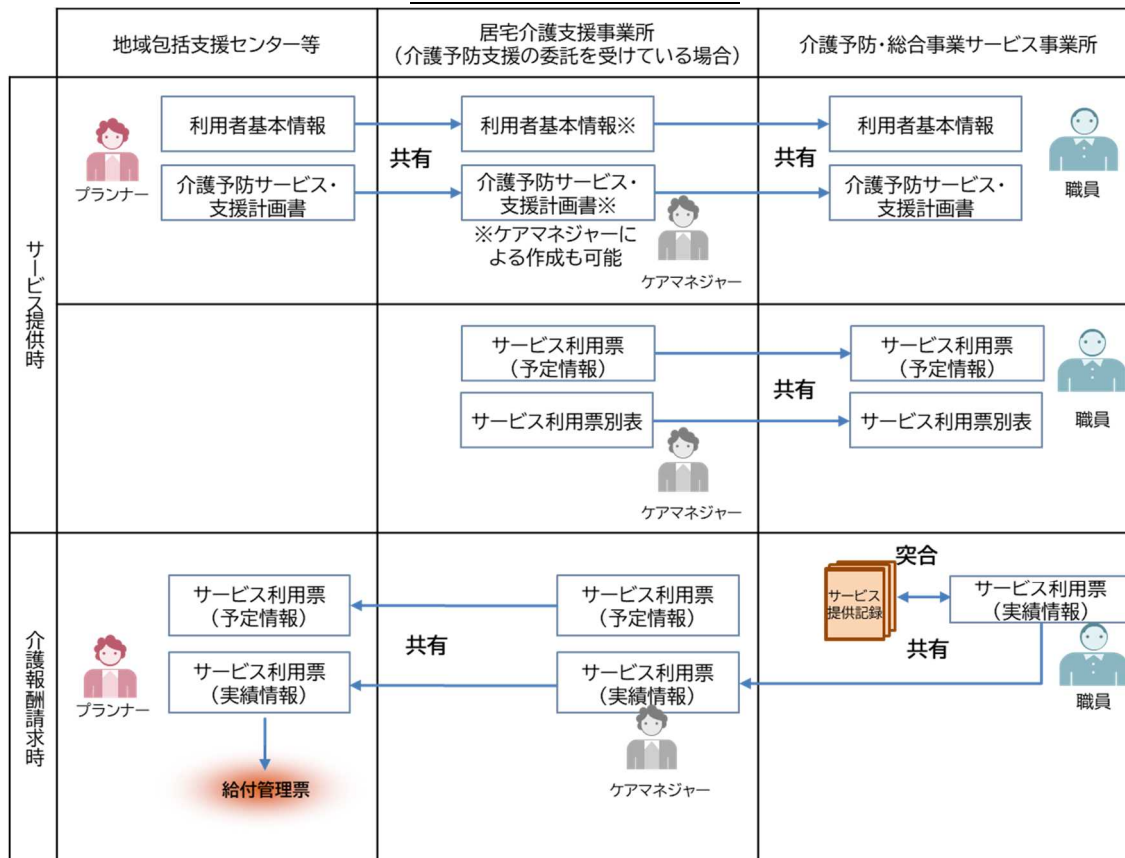 地域包括支援センター等
居宅介護支援事業所
(介護予防支援の委託を受けている場合)
介護予防・総合事業サービス事業所
サービス提供時
利用者基本情報
利用者基本情報※
利用者基本情報
共有
共有
プランナー
介護予防サービス・
支援計画書
介護予防サービス・
支援計画書※
介護予防サービス・
支援計画書
職員
※ケアマネジャーに
よる作成も可能
ケアマネジャー
サービス利用票
(予定情報)
サービス利用票
(予定情報)
共有
サービス利用票別表
サービス利用票別表
職員
ケアマネジャー
介護報酬請求時
突合
サービス利用票
(予定情報)
サービス利用票
(予定情報)
サービス
提供記録
サービス利用票
(実績情報)
共有
共有
プランナー
サービス利用票
(実績情報)
サービス利用票
(実績情報)
職員
給付管理票
ケアマネジャー